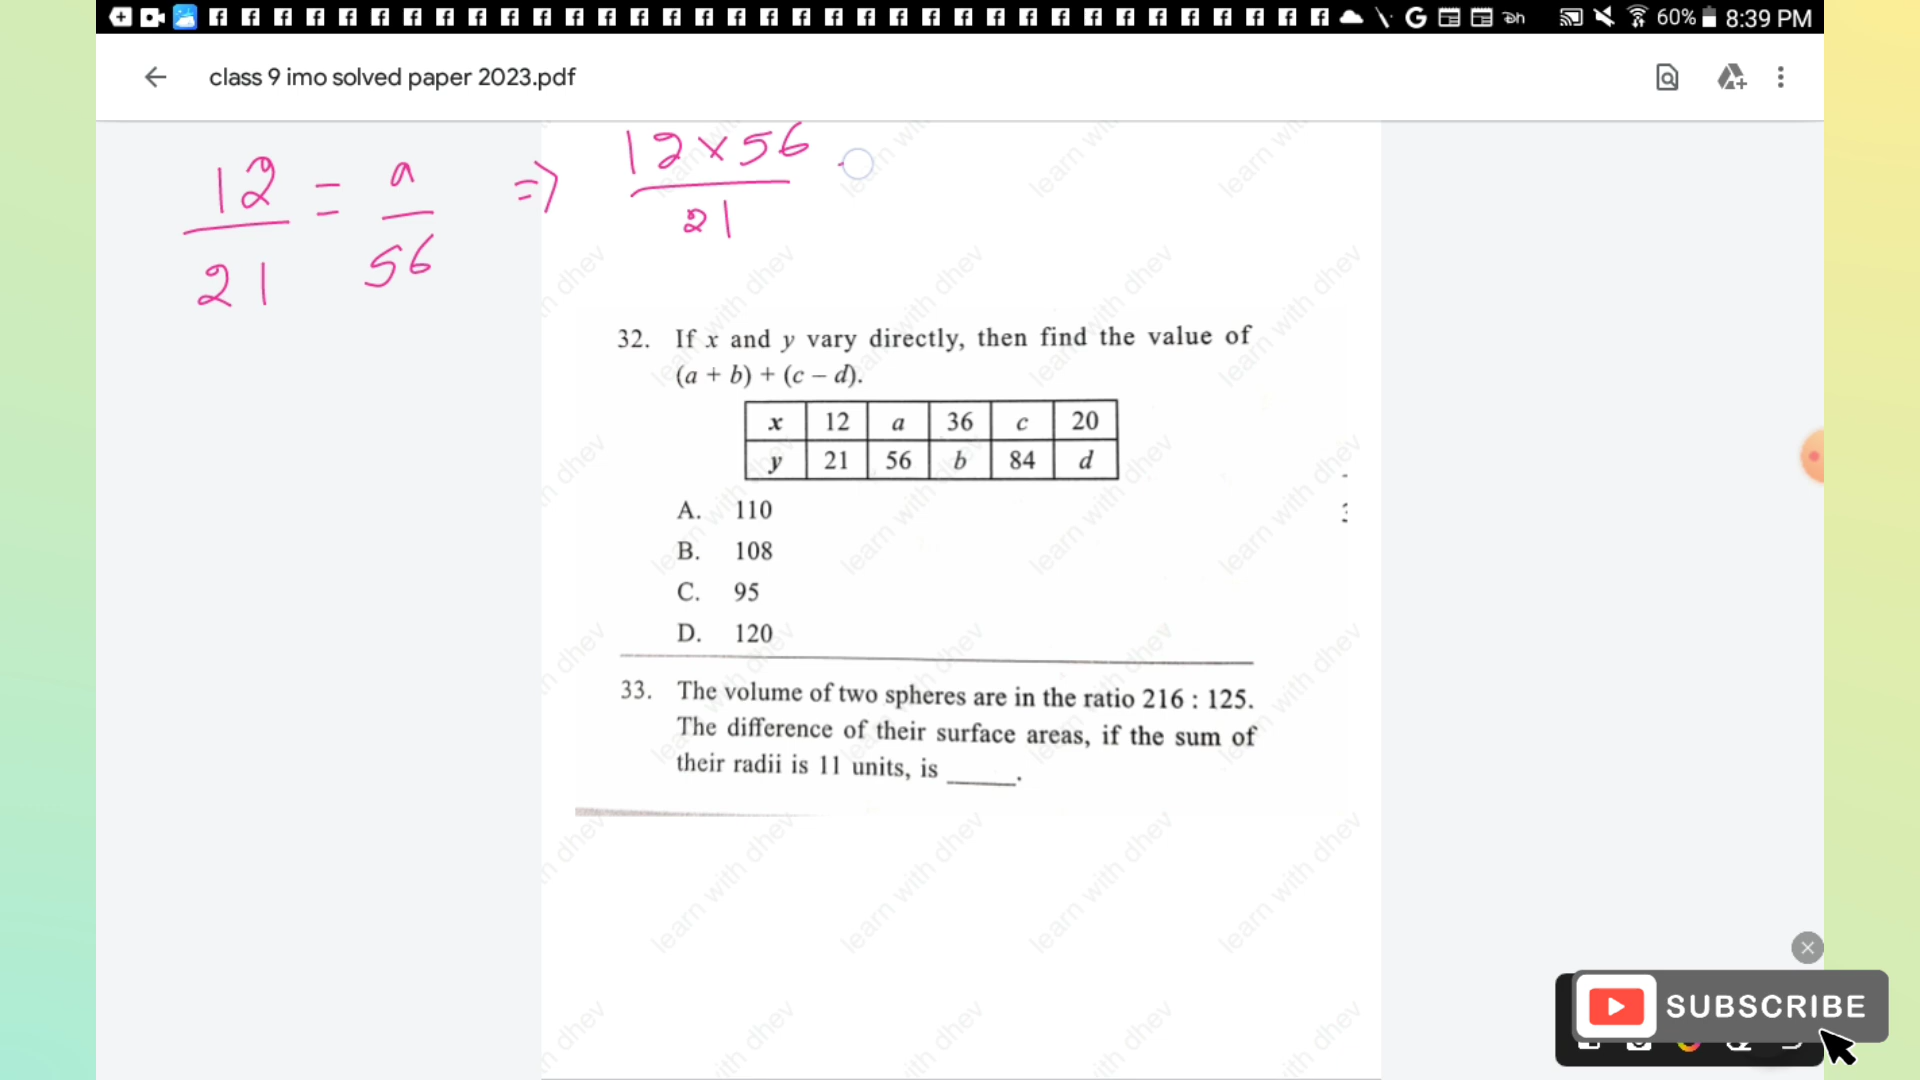 60% 8:39 PM
class 9 imo solved paper 2023.pdf
12/21 = a/56 => 12×56/21
32. If x and y vary directly, then find the value of
(a + b) + (c – d).
x 12 a 36 c 20
y 21 56 b 84 d
A. 110
B. 108
C. 95
D. 120
33. The volume of two spheres are in the ratio 216 : 125.
The difference of their surface areas, if the sum of
their radii is 11 units, is _____.
learn with dhev
SUBSCRIBE